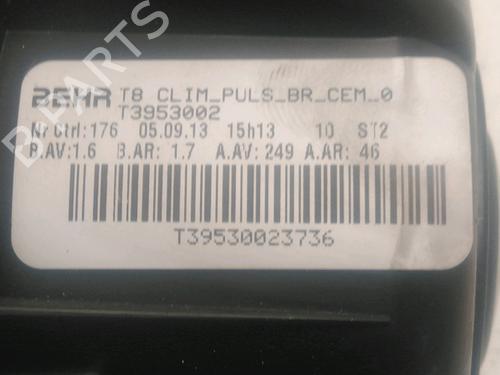 BEHR T8 CLIM_PULS_BR_CEM_0
T3953002
Nr Ctrl:176 05.09.13 15h13 10 ST2
B.AV:1.6 B.AR: 1.7 A.AV:249 A.AR: 46
T39530023736
B-PARTS